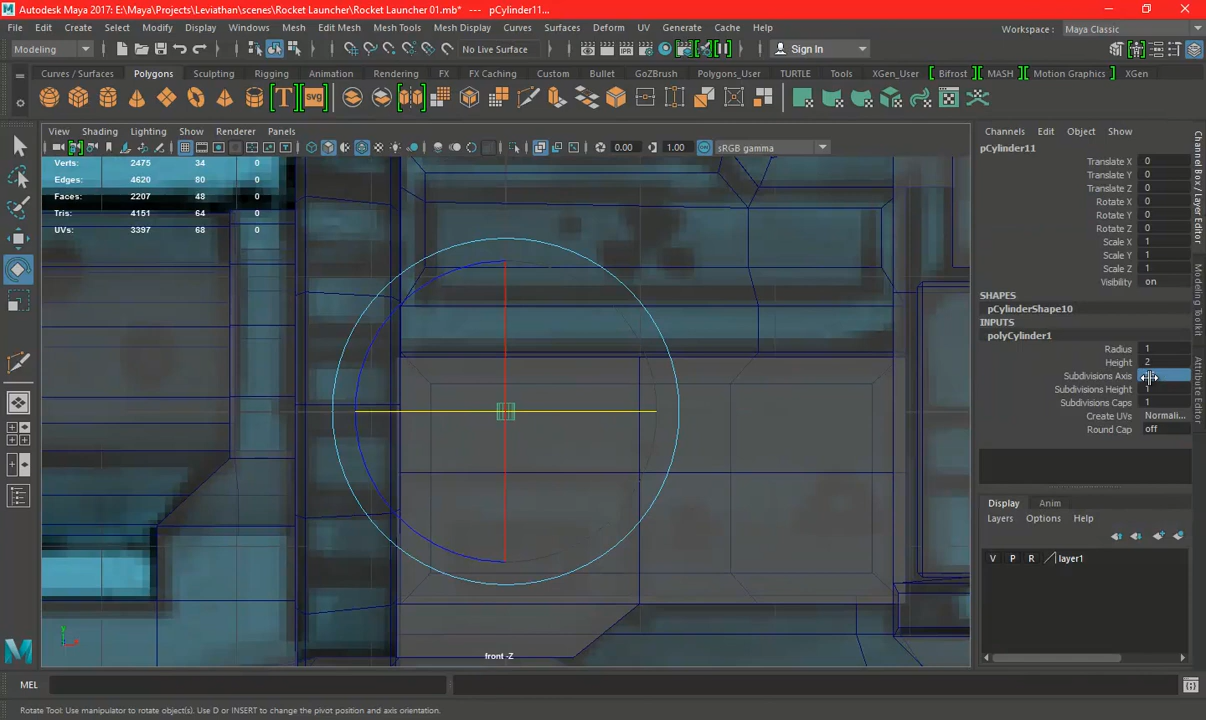 Autodesk Maya 2017: E:\Maya\Projects\Leviathan\scenes\Rocket Launcher\Rocket Launcher 01.mb* --- pCylinder11...
File Edit Create Select Modify Display Windows Mesh Edit Mesh Mesh Tools Mesh Display Curves Surfaces Deform UV Generate Cache Help Workspace : Maya Classic
Modeling No Live Surface Sign In
Curves / Surfaces Polygons Sculpting Rigging Animation Rendering FX FX Caching Custom Bullet GoZBrush Polygons_User TURTLE Tools XGen_User Bifrost MASH Motion Graphics XGen
T svg
View Shading Lighting Show Renderer Panels
0.00 1.00 sRGB gamma
Verts: 2475 34 0
Edges: 4620 80 0
Faces: 2207 48 0
Tris: 4151 64 0
UVs: 3397 68 0
front -Z
Channels Edit Object Show
pCylinder11
Translate X 0
Translate Y 0
Translate Z 0
Rotate X 0
Rotate Y 0
Rotate Z 0
Scale X 1
Scale Y 1
Scale Z 1
Visibility on
SHAPES
pCylinderShape10
INPUTS
polyCylinder1
Radius 1
Height 2
Subdivisions Axis
Subdivisions Height 1
Subdivisions Caps 1
Create UVs Normali...
Round Cap off
Display Anim
Layers Options Help
V P R layer1
Channel Box / Layer Editor
Modeling Toolkit
Attribute Editor
MEL
Rotate Tool: Use manipulator to rotate object(s). Use D or INSERT to change the pivot position and axis orientation.